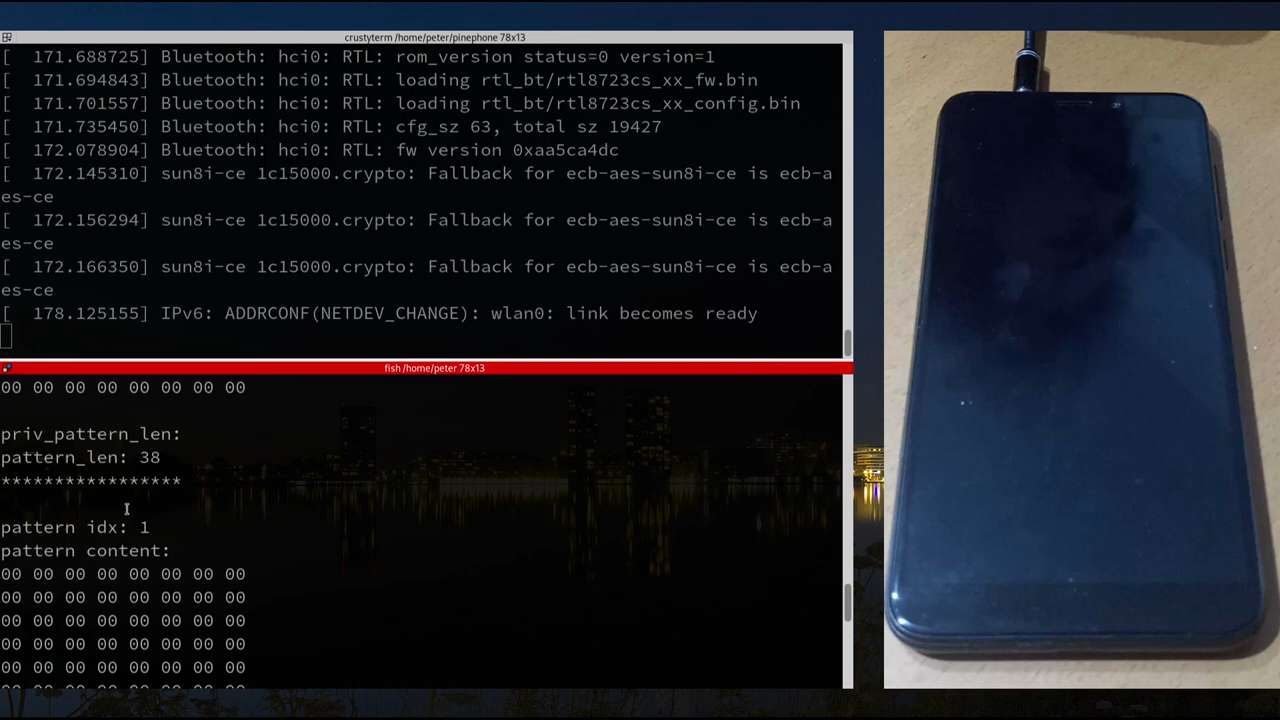 crustyterm /home/peter/pinephone 78x13
[  171.688725] Bluetooth: hci0: RTL: rom_version status=0 version=1
[  171.694843] Bluetooth: hci0: RTL: loading rtl_bt/rtl8723cs_xx_fw.bin
[  171.701557] Bluetooth: hci0: RTL: loading rtl_bt/rtl8723cs_xx_config.bin
[  171.735450] Bluetooth: hci0: RTL: cfg_sz 63, total sz 19427
[  172.078904] Bluetooth: hci0: RTL: fw version 0xaa5ca4dc
[  172.145310] sun8i-ce 1c15000.crypto: Fallback for ecb-aes-sun8i-ce is ecb-a
es-ce
[  172.156294] sun8i-ce 1c15000.crypto: Fallback for ecb-aes-sun8i-ce is ecb-a
es-ce
[  172.166350] sun8i-ce 1c15000.crypto: Fallback for ecb-aes-sun8i-ce is ecb-a
es-ce
[  178.125155] IPv6: ADDRCONF(NETDEV_CHANGE): wlan0: link becomes ready
fish /home/peter 78x13
00 00 00 00 00 00 00 00
priv_pattern_len:
pattern_len: 38
*****************
pattern idx: 1
pattern content:
00 00 00 00 00 00 00 00
00 00 00 00 00 00 00 00
00 00 00 00 00 00 00 00
00 00 00 00 00 00 00 00
00 00 00 00 00 00 00 00